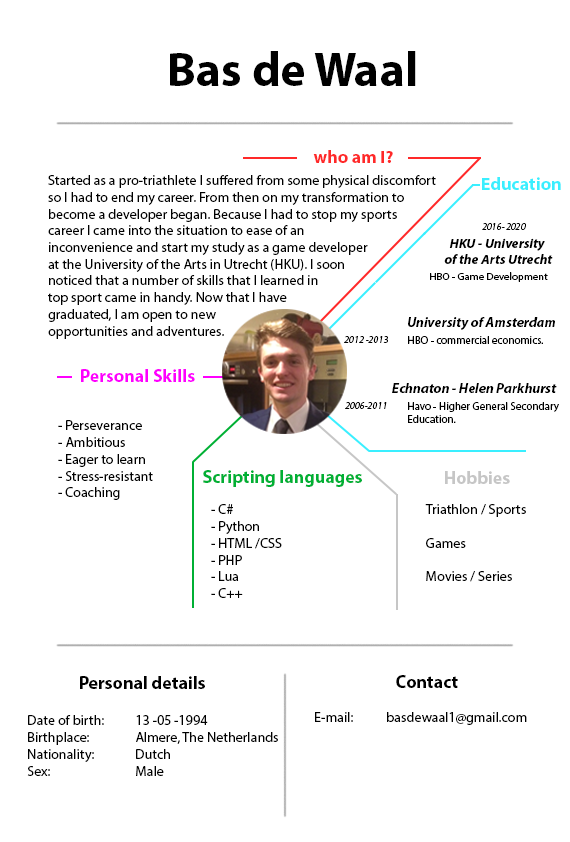 Bas de Waal
who am I?
Started as a pro-triathlete I suffered from some physical discomfort
so I had to end my career. From then on my transformation to
become a developer began. Because I had to stop my sports
career I came into the situation to ease of an
inconvenience and start my study as a game developer
at the University of the Arts in Utrecht (HKU). I soon
noticed that a number of skills that I learned in
top sport came in handy. Now that I have
graduated, I am open to new
opportunities and adventures.
Education
2016-2020
HKU - University
of the Arts Utrecht
HBO - Game Development
University of Amsterdam
2012 -2013
HBO - commercial economics.
Echnaton - Helen Parkhurst
2006-2011
Havo - Higher General Secondary
Education.
Personal Skills
- Perseverance
- Ambitious
- Eager to learn
- Stress-resistant
- Coaching
Scripting languages
- C#
- Python
- HTML /CSS
- PHP
- Lua
- C++
Hobbies
Triathlon / Sports
Games
Movies / Series
Personal details
Date of birth: 13 -05 -1994
Birthplace: Almere, The Netherlands
Nationality: Dutch
Sex: Male
Contact
E-mail: basdewaal1@gmail.com